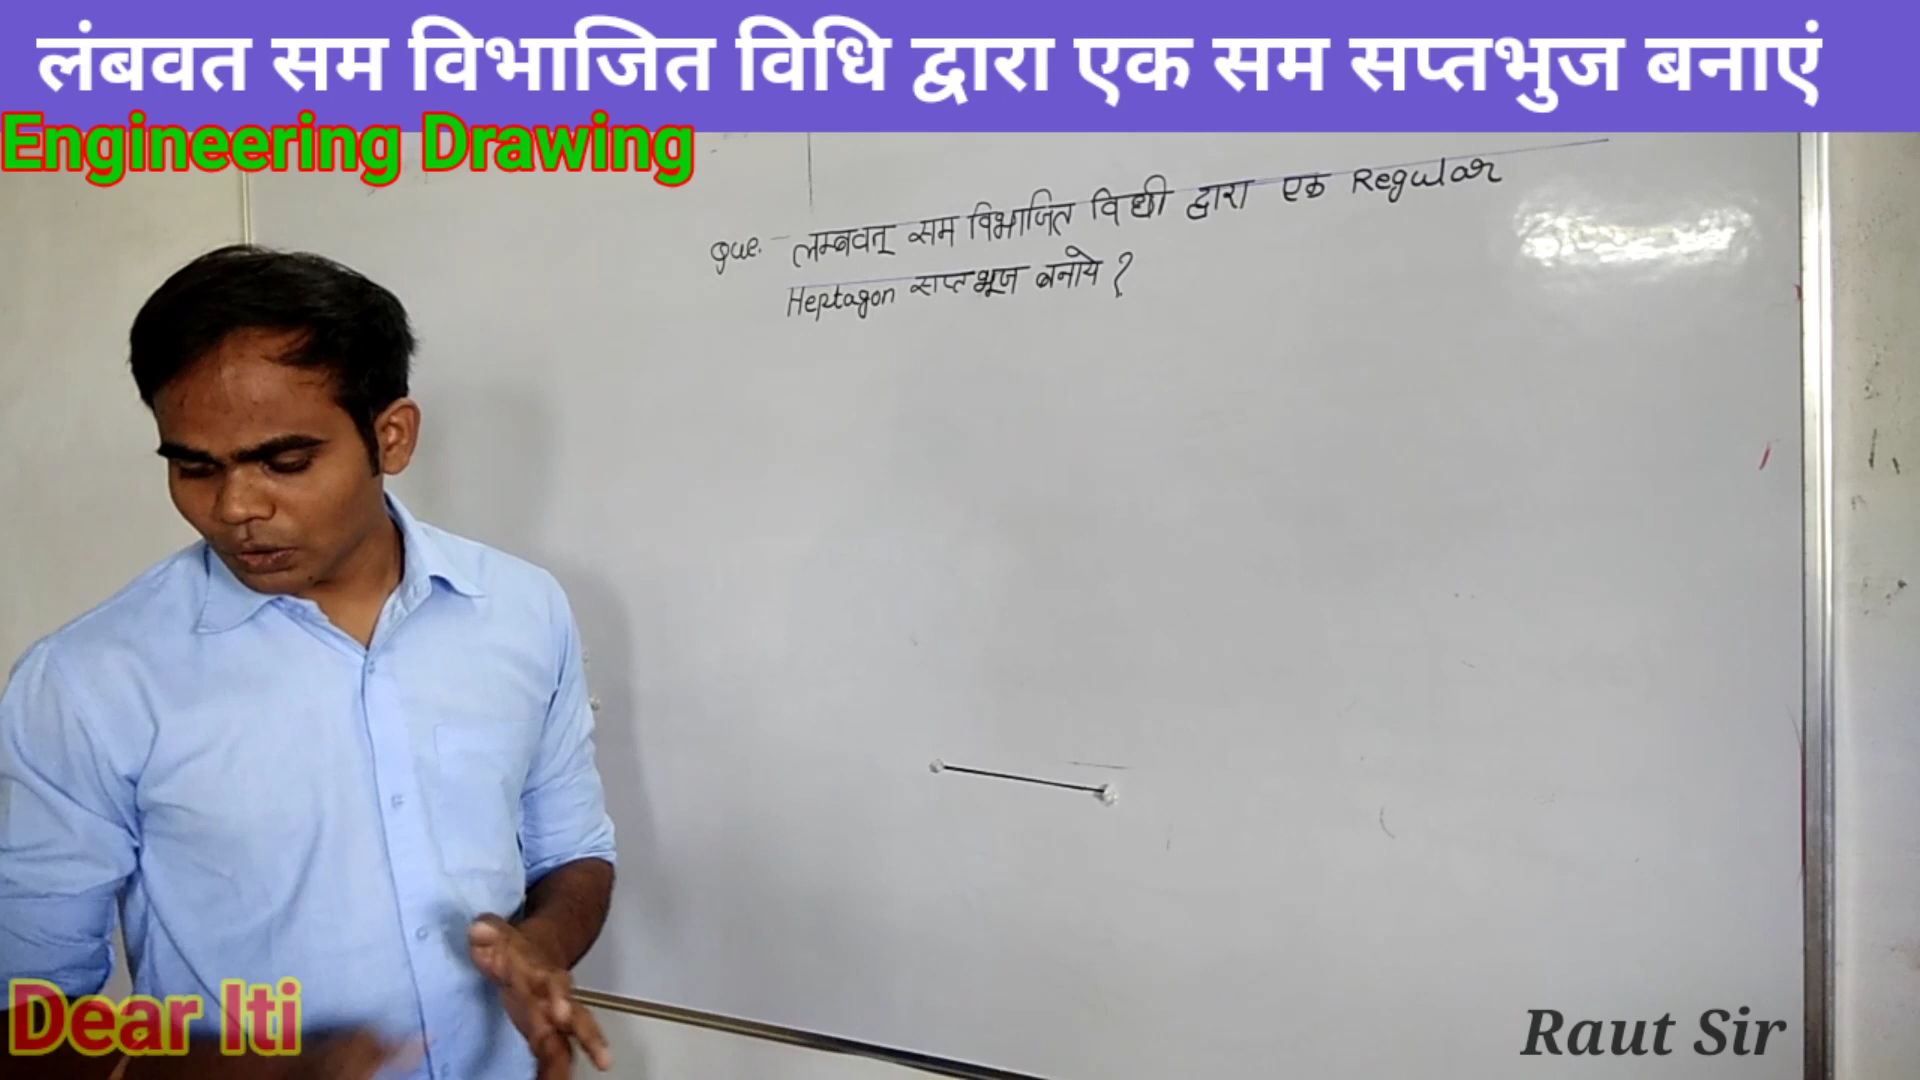 लंबवत सम विभाजित विधि द्वारा एक सम सप्तभुज बनाएं
Engineering Drawing
Que. - लम्बवत् सम विभाजित विधी द्वारा एक Regular
Heptagon सप्तभूज बनाये ?
Dear Iti
Raut Sir